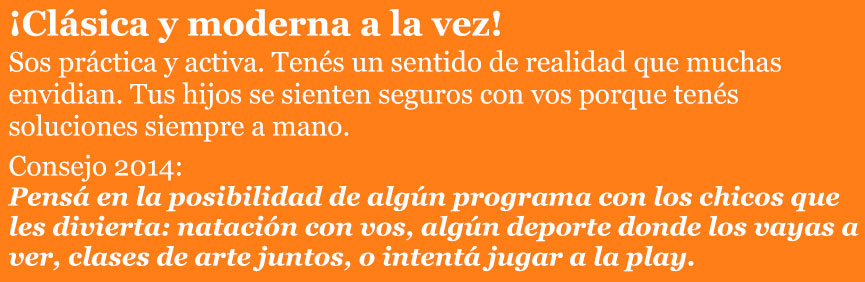 ¡Clásica y moderna a la vez!
Sos práctica y activa. Tenés un sentido de realidad que muchas
envidian. Tus hijos se sienten seguros con vos porque tenés
soluciones siempre a mano.
Consejo 2014:
Pensá en la posibilidad de algún programa con los chicos que
les divierta: natación con vos, algún deporte donde los vayas a
ver, clases de arte juntos, o intentá jugar a la play.